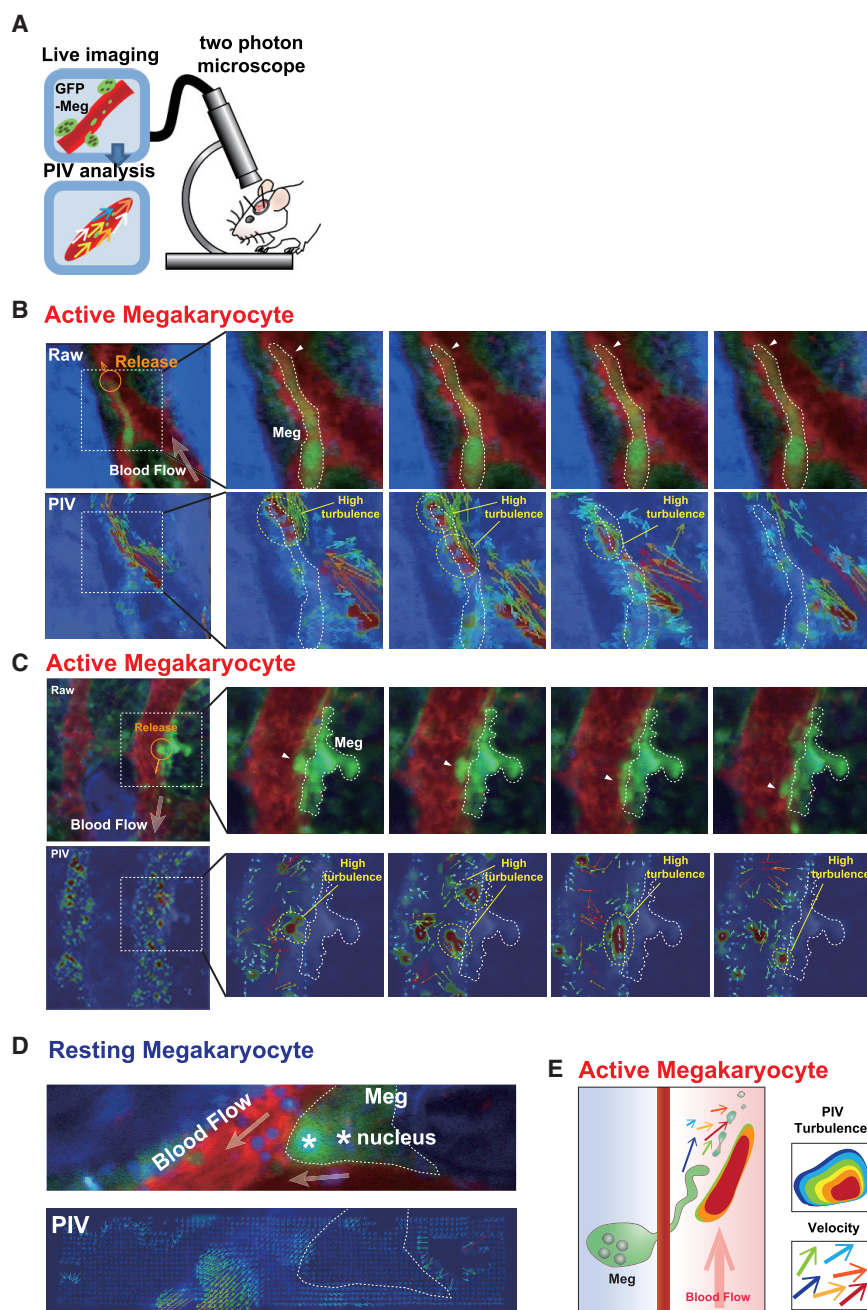 A
Live imaging
two photon
microscope
GFP
-Meg
PIV analysis
B Active Megakaryocyte
Raw
Release
Blood Flow
Meg
PIV
High
turbulence
High
turbulence
High
turbulence
C Active Megakaryocyte
Raw
Release
Blood Flow
Meg
PIV
High
turbulence
High
turbulence
High
turbulence
High
turbulence
D Resting Megakaryocyte
Blood Flow
Meg
* * nucleus
PIV
E Active Megakaryocyte
Meg
Blood Flow
PIV
Turbulence
Velocity